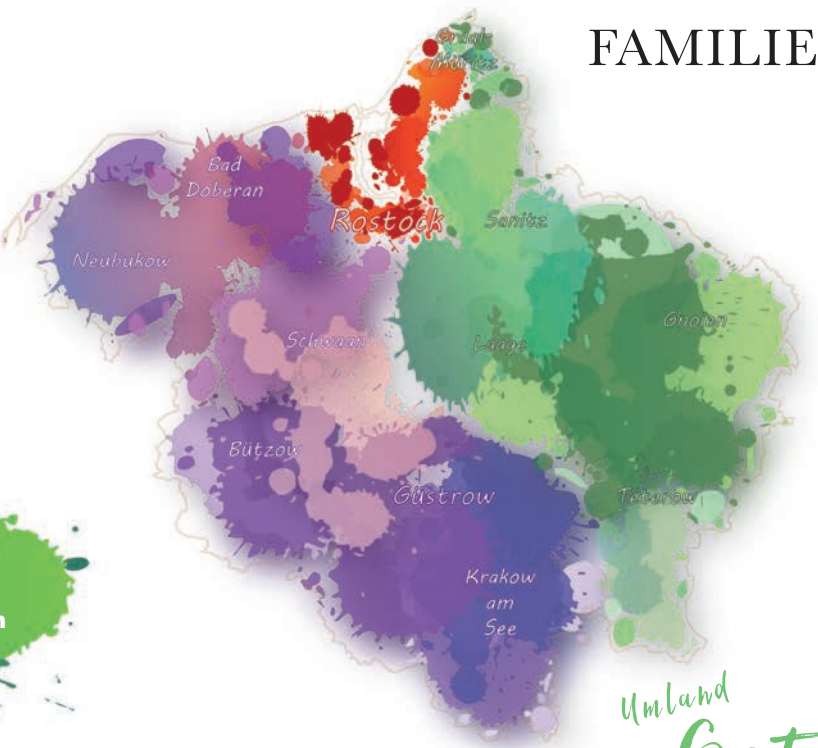 FAMILIE
Graal-
Müritz
Bad
Doberan
Rostock
Sanitz
Neubukow
Gnoien
Schwaan
Laage
Bützow
Güstrow
Teterow
Krakow
am
See
n
Umland